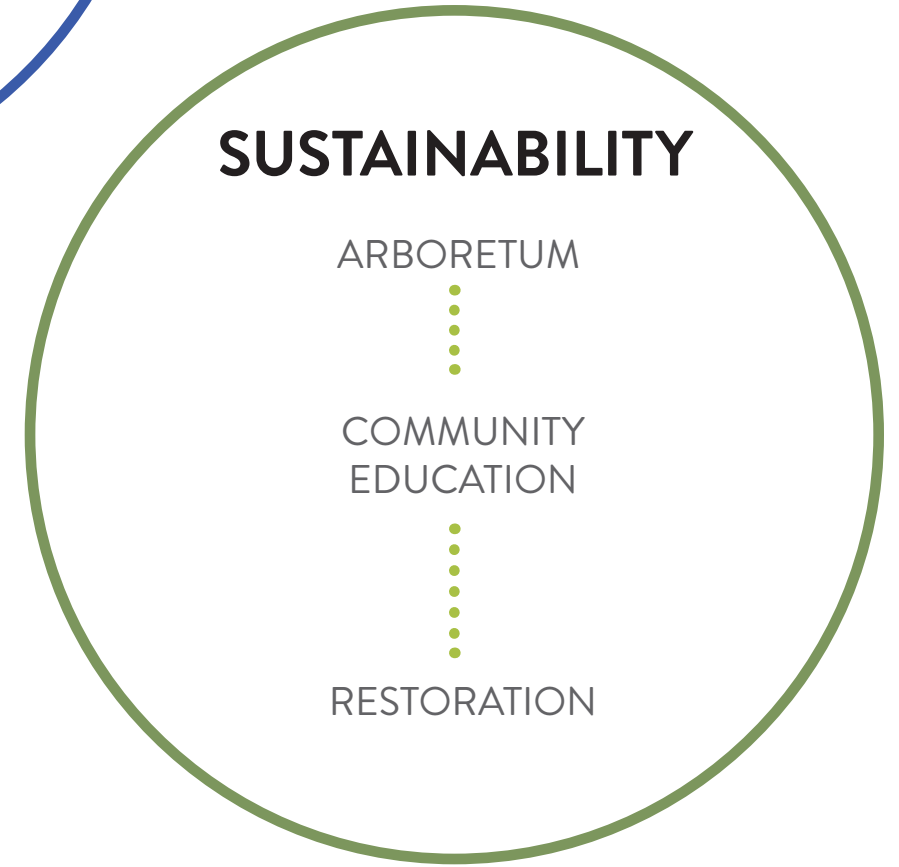 SUSTAINABILITY
ARBORETUM
COMMUNITY
EDUCATION
RESTORATION